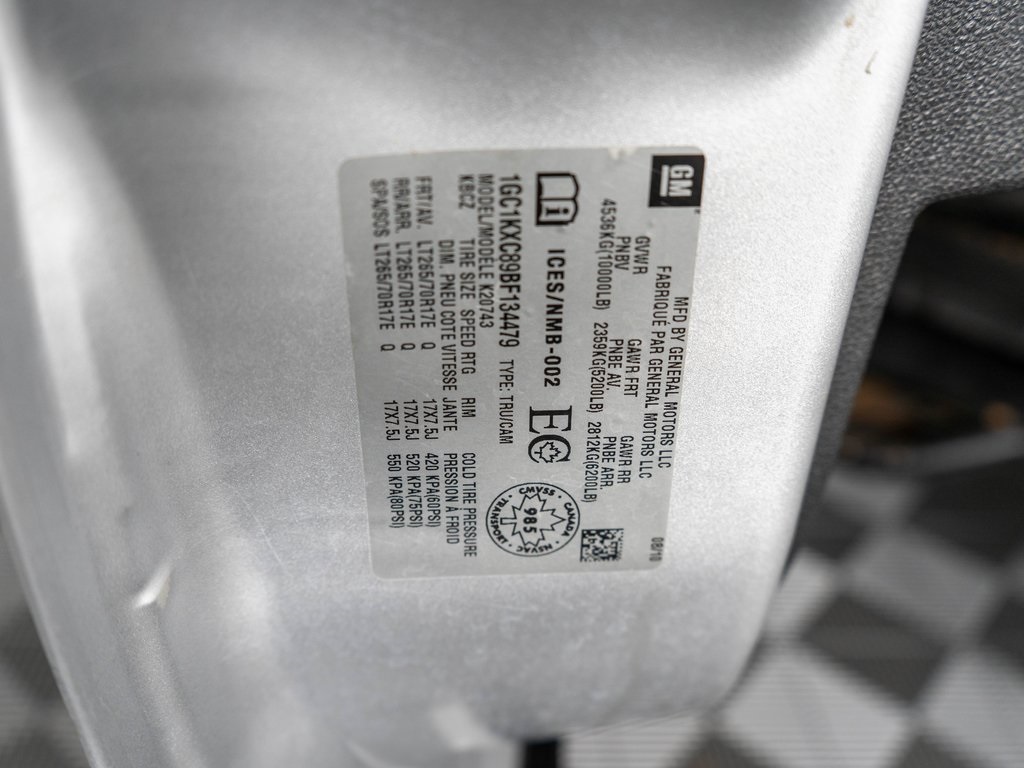 GM
MFD BY GENERAL MOTORS LLC
FABRIQUÉ PAR GENERAL MOTORS LLC
08/10
GVWR GAWR FRT GAWR RR
PNBV PNBE AV. PNBE ARR.
4536KG(10000LB) 2359KG(5200LB) 2812KG(6200LB)
i ICES/NMB-002 EC
CMVSS · CANADA · NSVAC · TRANSPORT ·
985
1GC1KXC89BF134479 TYPE: TRU/CAM
MODEL/MODELE K20743
KBCZ TIRE SIZE SPEED RTG RIM COLD TIRE PRESSURE
DIM. PNEU COTE VITESSE JANTE PRESSION À FROID
FRT/AV. LT265/70R17E Q 17X7.5J 420 KPA(60PSI)
RR/ARR. LT265/70R17E Q 17X7.5J 520 KPA(75PSI)
SPA/SOS LT265/70R17E Q 17X7.5J 550 KPA(80PSI)